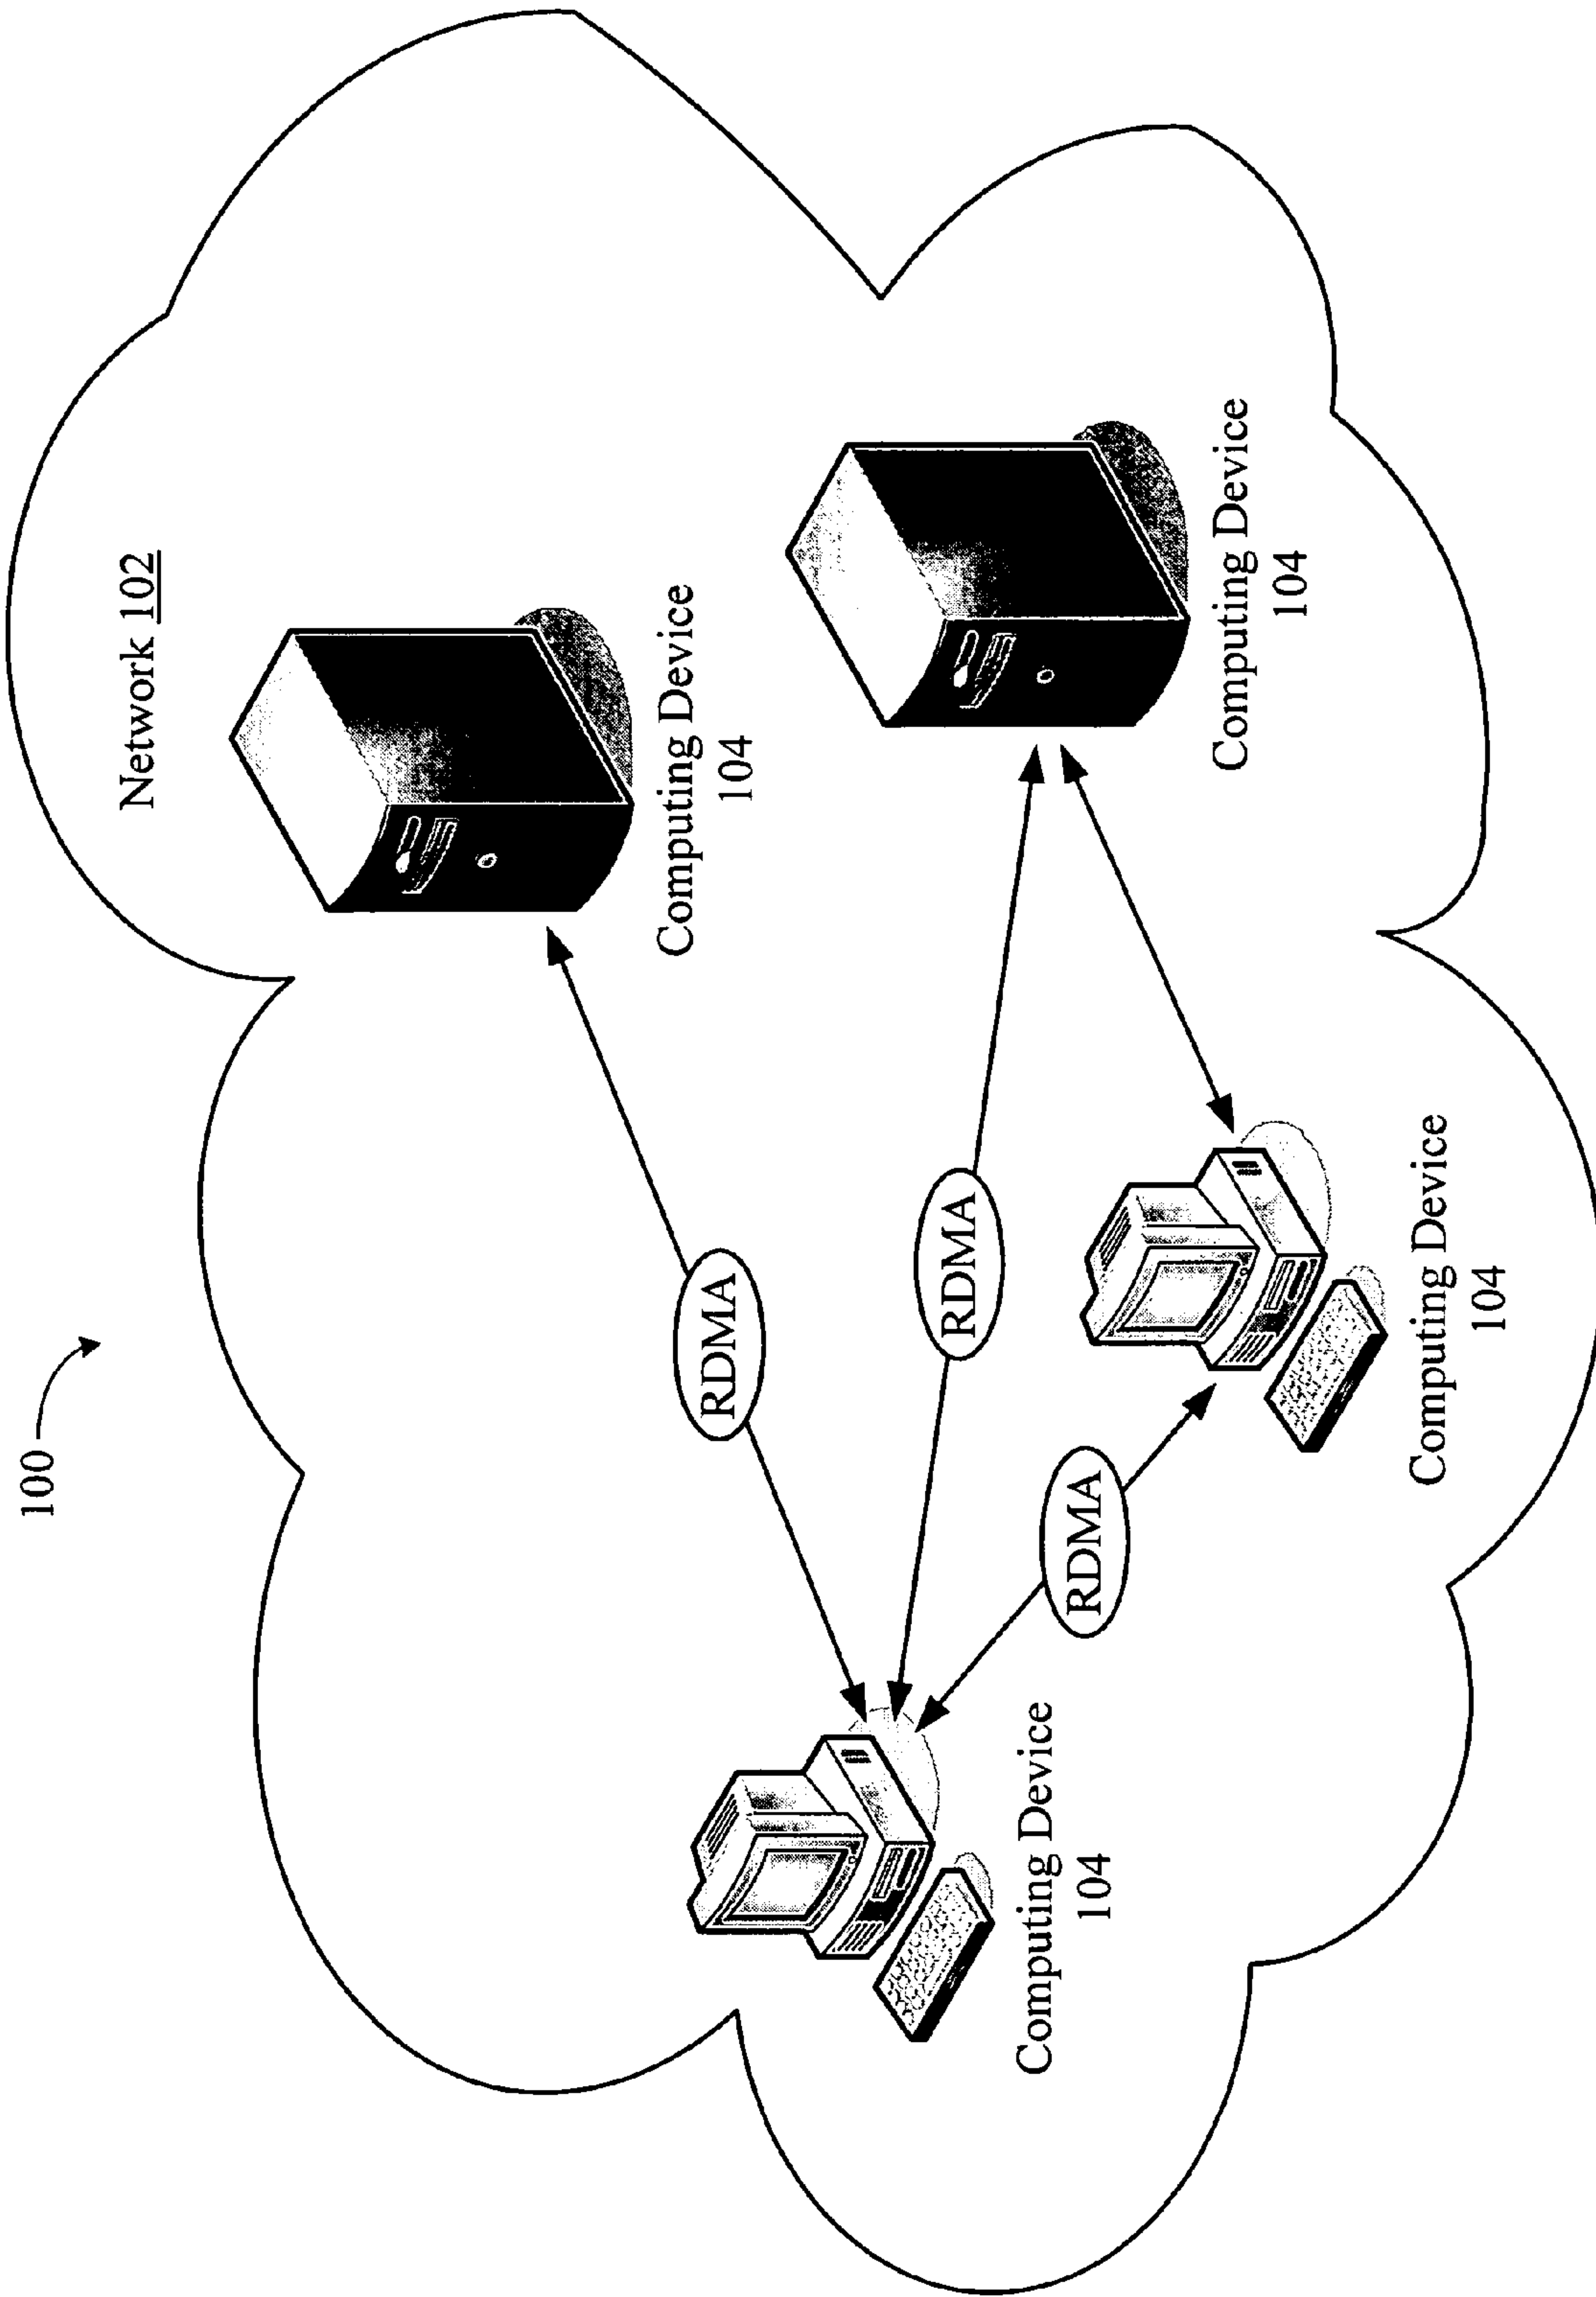 100
Network 102
Computing Device
104
RDMA
Computing Device
104
RDMA
RDMA
Computing Device
104
Computing Device
104